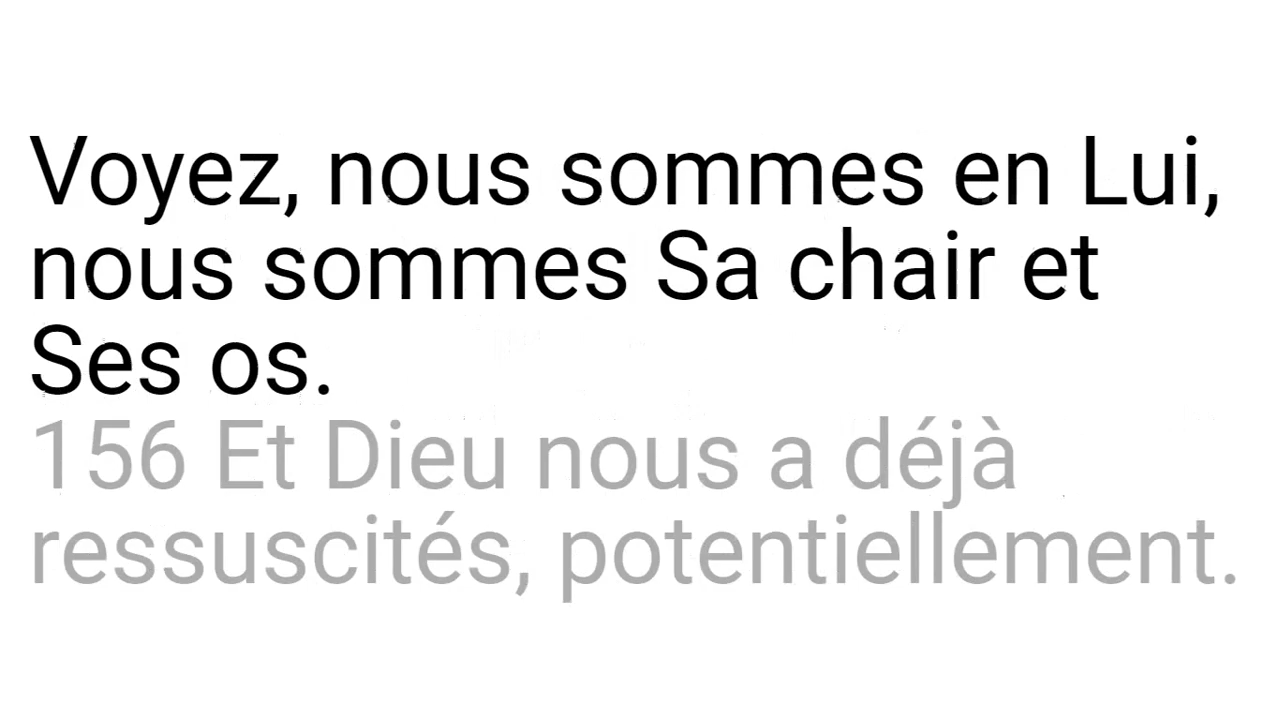 Voyez, nous sommes en Lui,
nous sommes Sa chair et
Ses os.
156 Et Dieu nous a déjà
ressuscités, potentiellement.